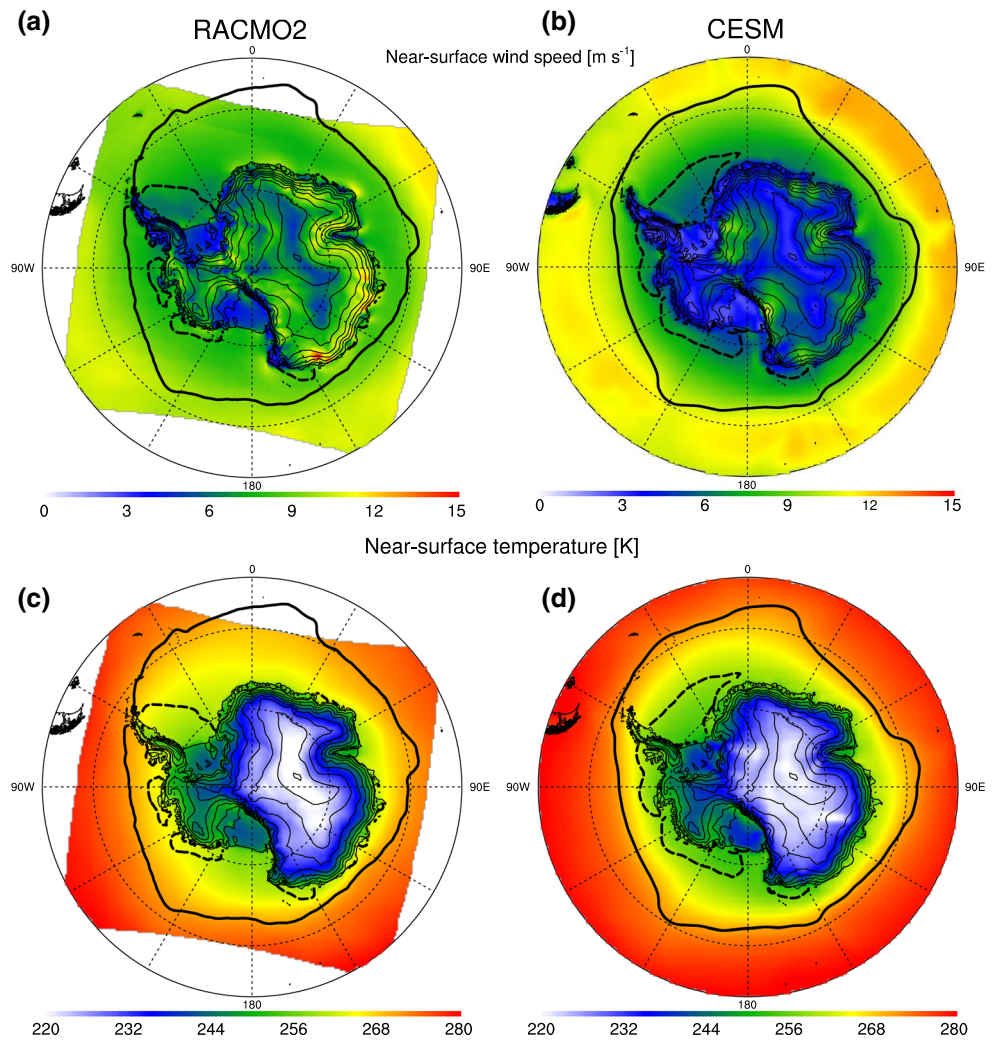 (a) RACMO2 (b) CESM
Near-surface wind speed [m s⁻¹]
0 0
90W 90E 90W 90E
180 180
0 3 6 9 12 15 0 3 6 9 12 15
Near-surface temperature [K]
(c) (d)
0 0
90W 90E 90W 90E
180 180
220 232 244 256 268 280 220 232 244 256 268 280